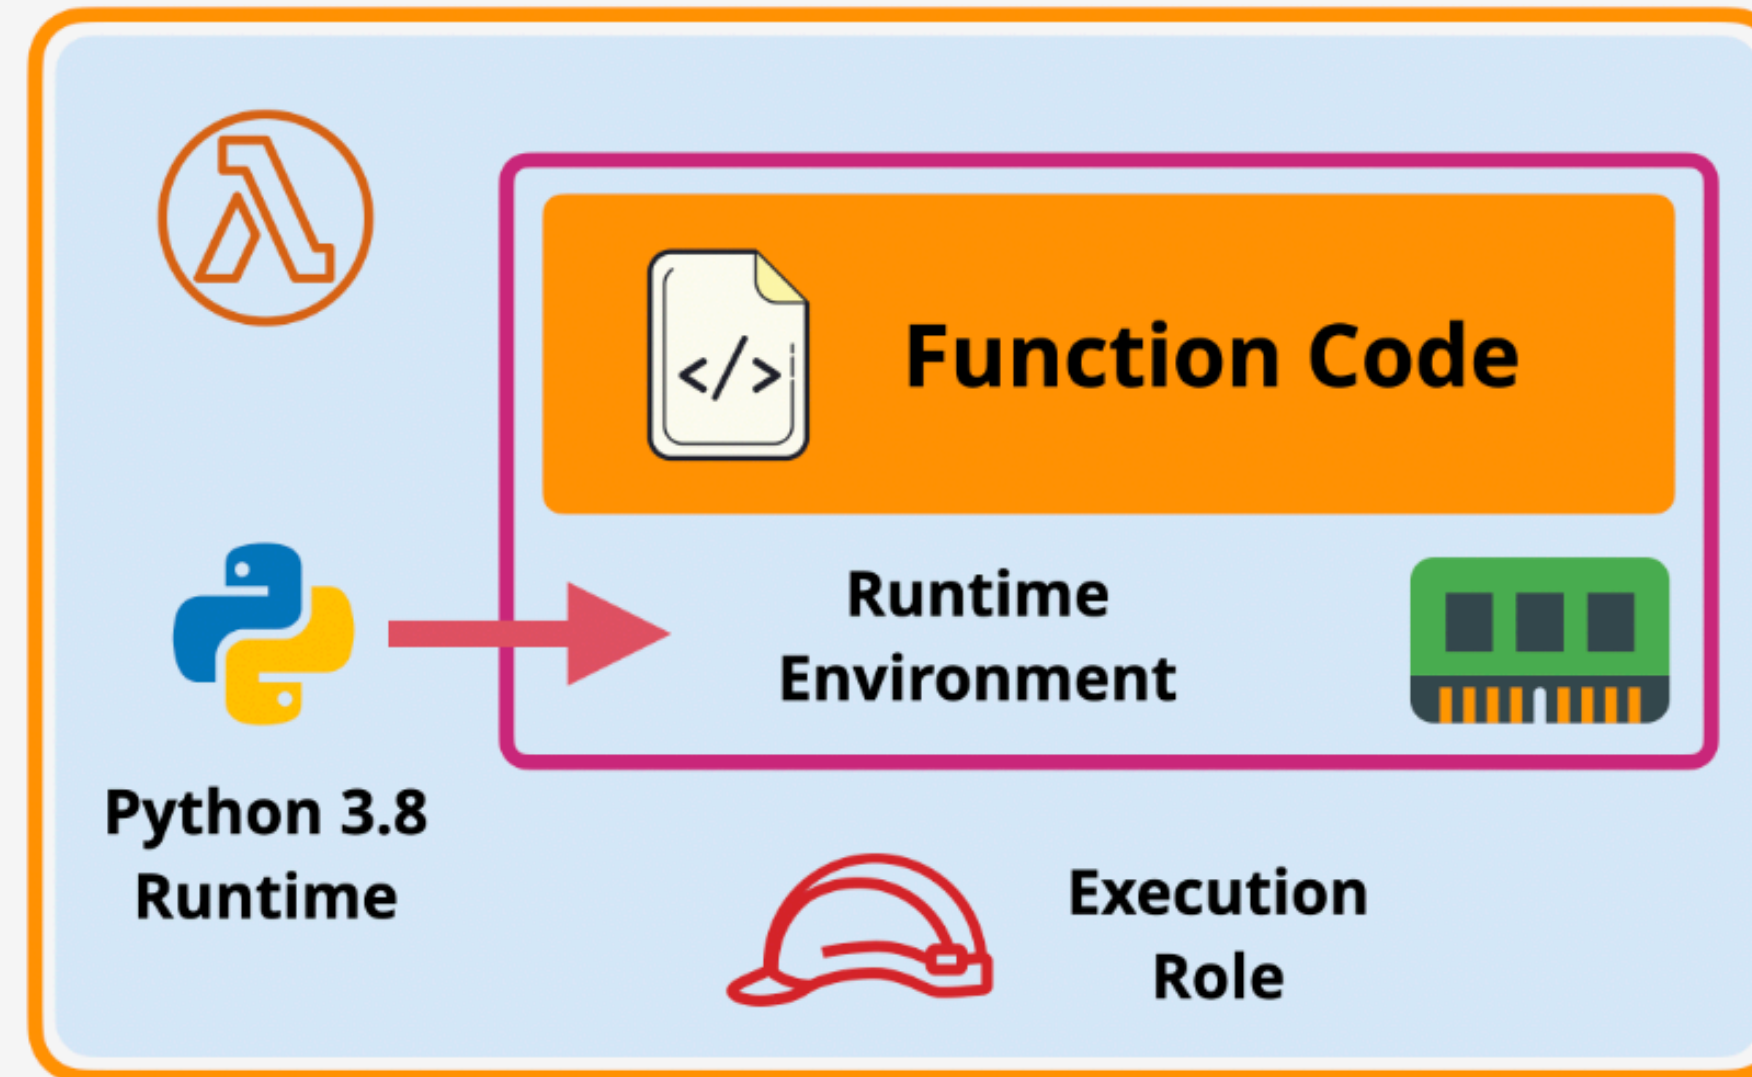 </>
Function Code
Runtime
Environment
Python 3.8
Runtime
Execution
Role